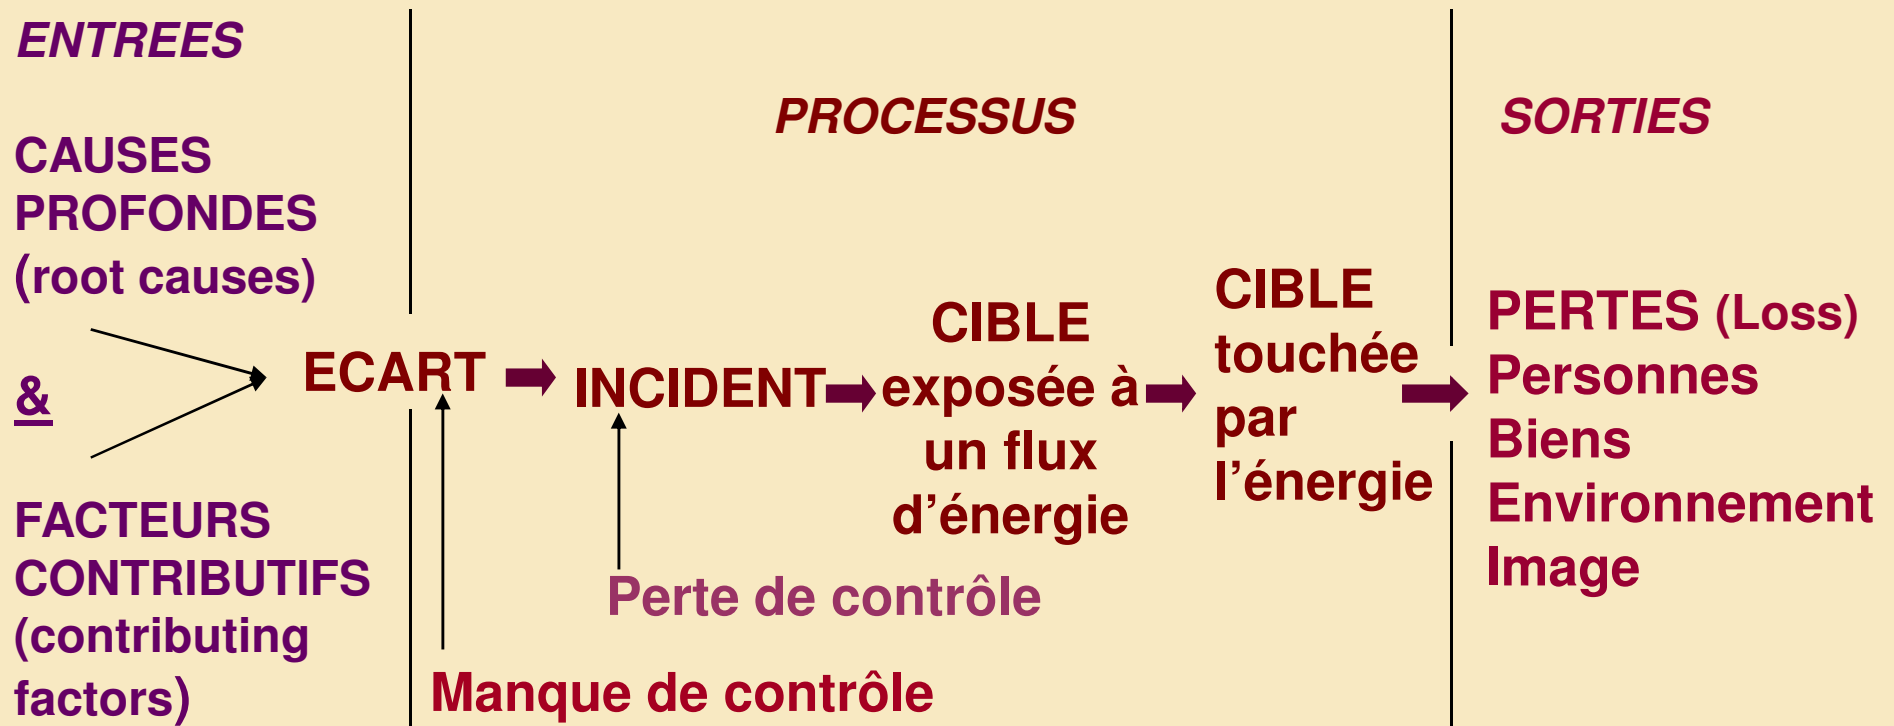 ENTREES
CAUSES
PROFONDES
(root causes)
&
FACTEURS
CONTRIBUTIFS
(contributing
factors)
PROCESSUS
ECART
INCIDENT
CIBLE
exposée à
un flux
d’énergie
CIBLE
touchée
par
l’énergie
Perte de contrôle
Manque de contrôle
SORTIES
PERTES (Loss)
Personnes
Biens
Environnement
Image